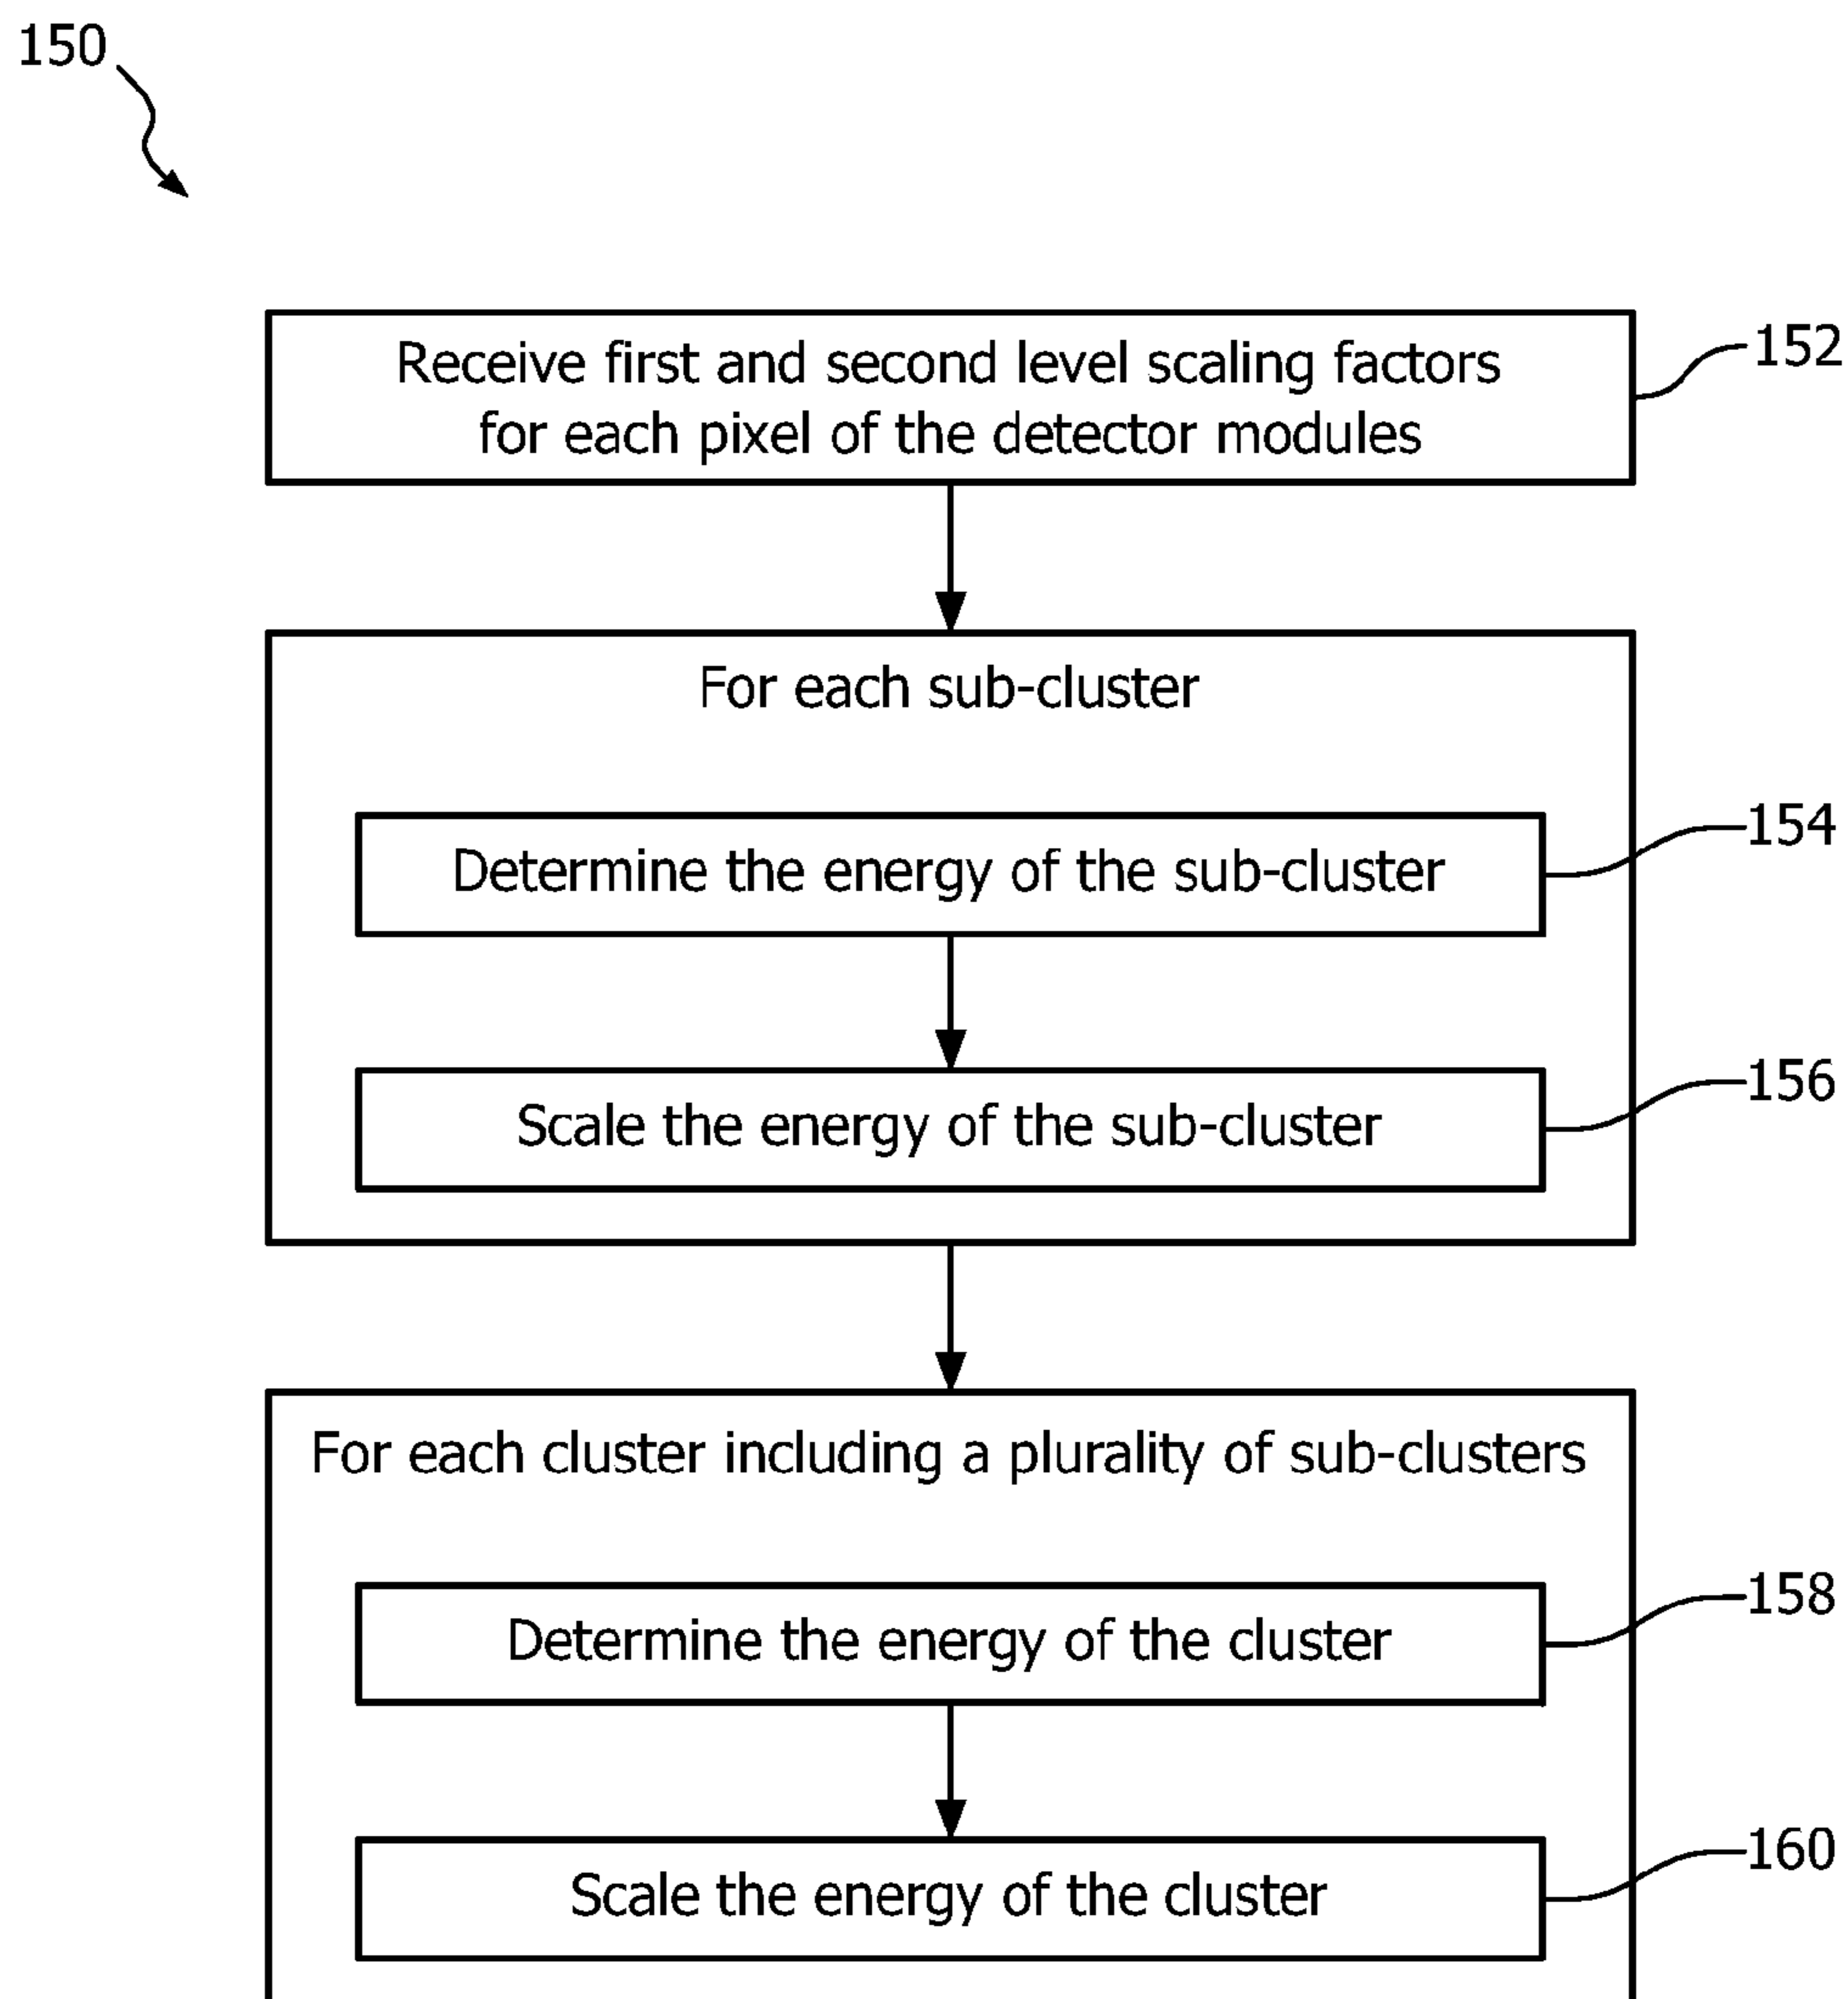 150
Receive first and second level scaling factors
for each pixel of the detector modules
152
For each sub-cluster
Determine the energy of the sub-cluster
154
Scale the energy of the sub-cluster
156
For each cluster including a plurality of sub-clusters
Determine the energy of the cluster
158
Scale the energy of the cluster
160